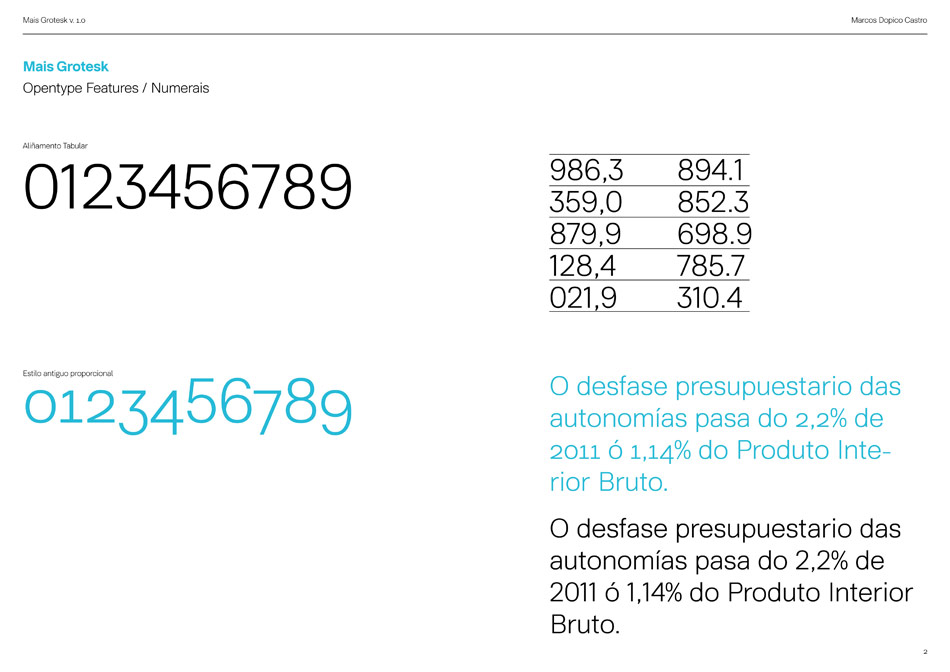 Mais Grotesk v. 1.0
Marcos Dopico Castro
Mais Grotesk
Opentype Features / Numerais
Aliñamento Tabular
0123456789
986,3 894.1
359,0 852.3
879,9 698.9
128,4 785.7
021,9 310.4
Estilo antiguo proporcional
0123456789
O desfase presupuestario das
autonomías pasa do 2,2% de
2011 ó 1,14% do Produto Inte-
rior Bruto.
O desfase presupuestario das
autonomías pasa do 2,2% de
2011 ó 1,14% do Produto Interior
Bruto.
2